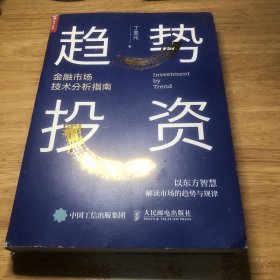 丁圣元 著
趋势
投资
金融市场
技术分析指南
Investment
by
Trend
以东方智慧
解读市场的趋势与规律
中国工信出版集团
人民邮电出版社
POSTS & TELECOM PRESS